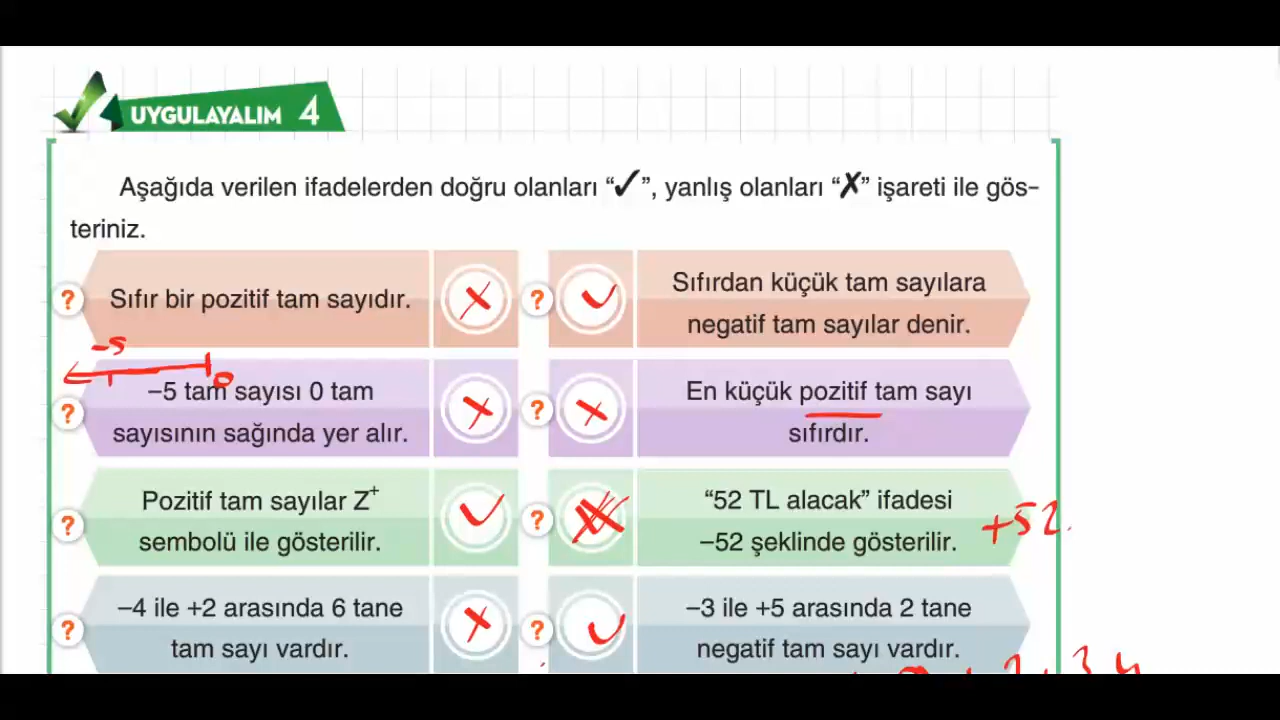 UYGULAYALIM 4
Aşağıda verilen ifadelerden doğru olanları “✓”, yanlış olanları “✗” işareti ile gös-
teriniz.
? Sıfır bir pozitif tam sayıdır. ✗
? ✓ Sıfırdan küçük tam sayılara
negatif tam sayılar denir.
-5
0
? –5 tam sayısı 0 tam
sayısının sağında yer alır. ✗
? ✗ En küçük pozitif tam sayı
sıfırdır.
? Pozitif tam sayılar Z⁺
sembolü ile gösterilir. ✓
? ✗ “52 TL alacak” ifadesi
–52 şeklinde gösterilir.
+52
? –4 ile +2 arasında 6 tane
tam sayı vardır. ✗
? ✓ –3 ile +5 arasında 2 tane
negatif tam sayı vardır.